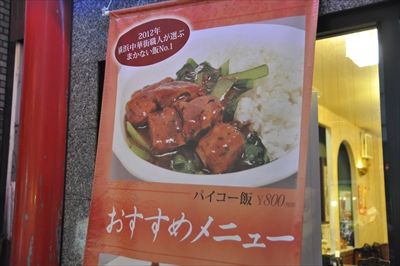 2012年
横浜中華街職人が選ぶ
まかない飯No.1
パイコー飯 ¥800
おすすめメニュー